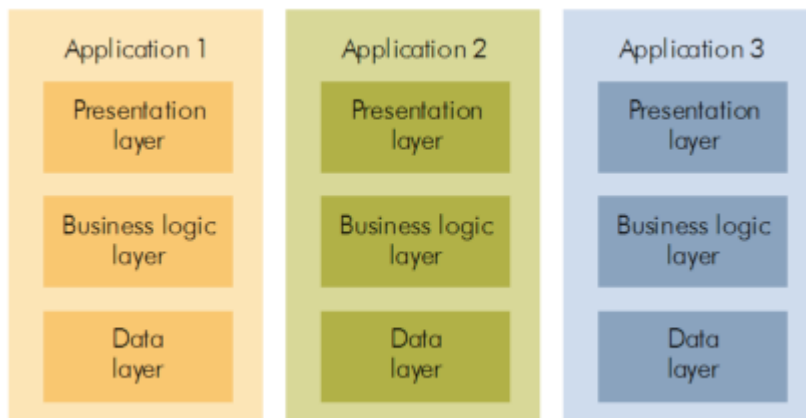 Application 1
Presentation
layer
Business logic
layer
Data
layer
Application 2
Presentation
layer
Business logic
layer
Data
layer
Application 3
Presentation
layer
Business logic
layer
Data
layer